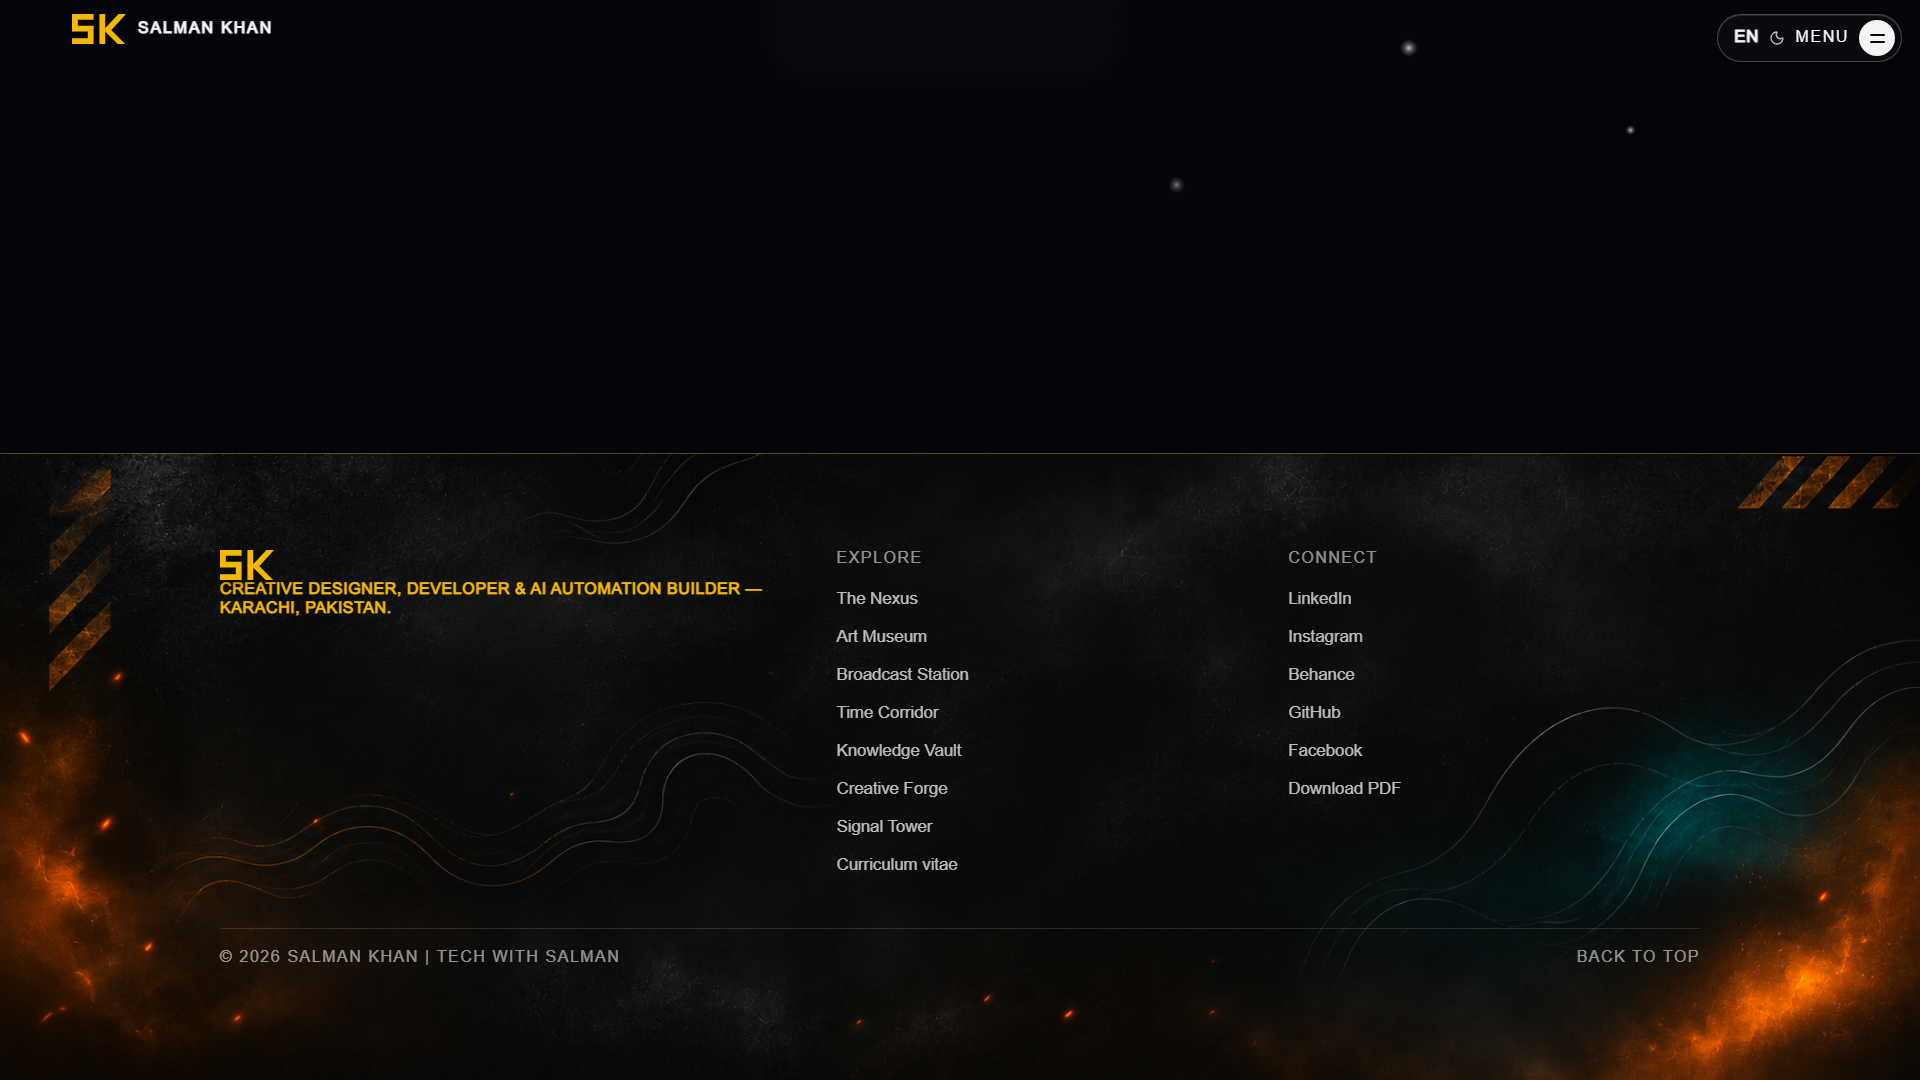 SK SALMAN KHAN
EN MENU
SK
CREATIVE DESIGNER, DEVELOPER & AI AUTOMATION BUILDER —
KARACHI, PAKISTAN.
EXPLORE
The Nexus
Art Museum
Broadcast Station
Time Corridor
Knowledge Vault
Creative Forge
Signal Tower
Curriculum vitae
CONNECT
LinkedIn
Instagram
Behance
GitHub
Facebook
Download PDF
© 2026 SALMAN KHAN | TECH WITH SALMAN
BACK TO TOP